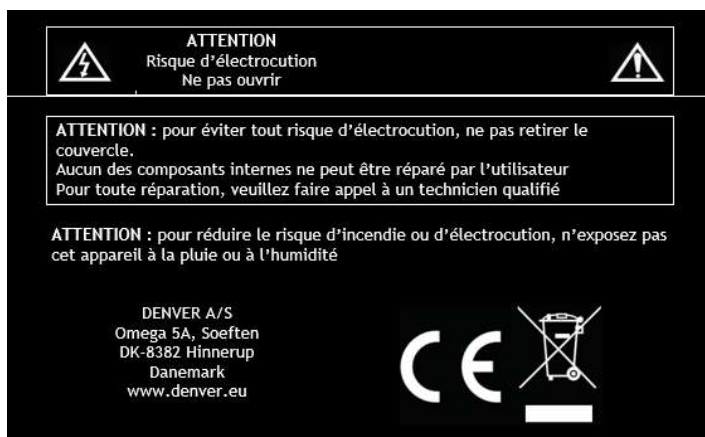 ATTENTION
Risque d'électrocution
Ne pas ouvrir
ATTENTION : pour éviter tout risque d'électrocution, ne pas retirer le
couvercle.
Aucun des composants internes ne peut être réparé par l'utilisateur
Pour toute réparation, veuillez faire appel à un technicien qualifié
ATTENTION : pour réduire le risque d'incendie ou d'électrocution, n'exposez pas
cet appareil à la pluie ou à l'humidité
DENVER A/S
Omega 5A, Soeften
DK-8382 Hinnerup
Danemark
www.denver.eu
CE